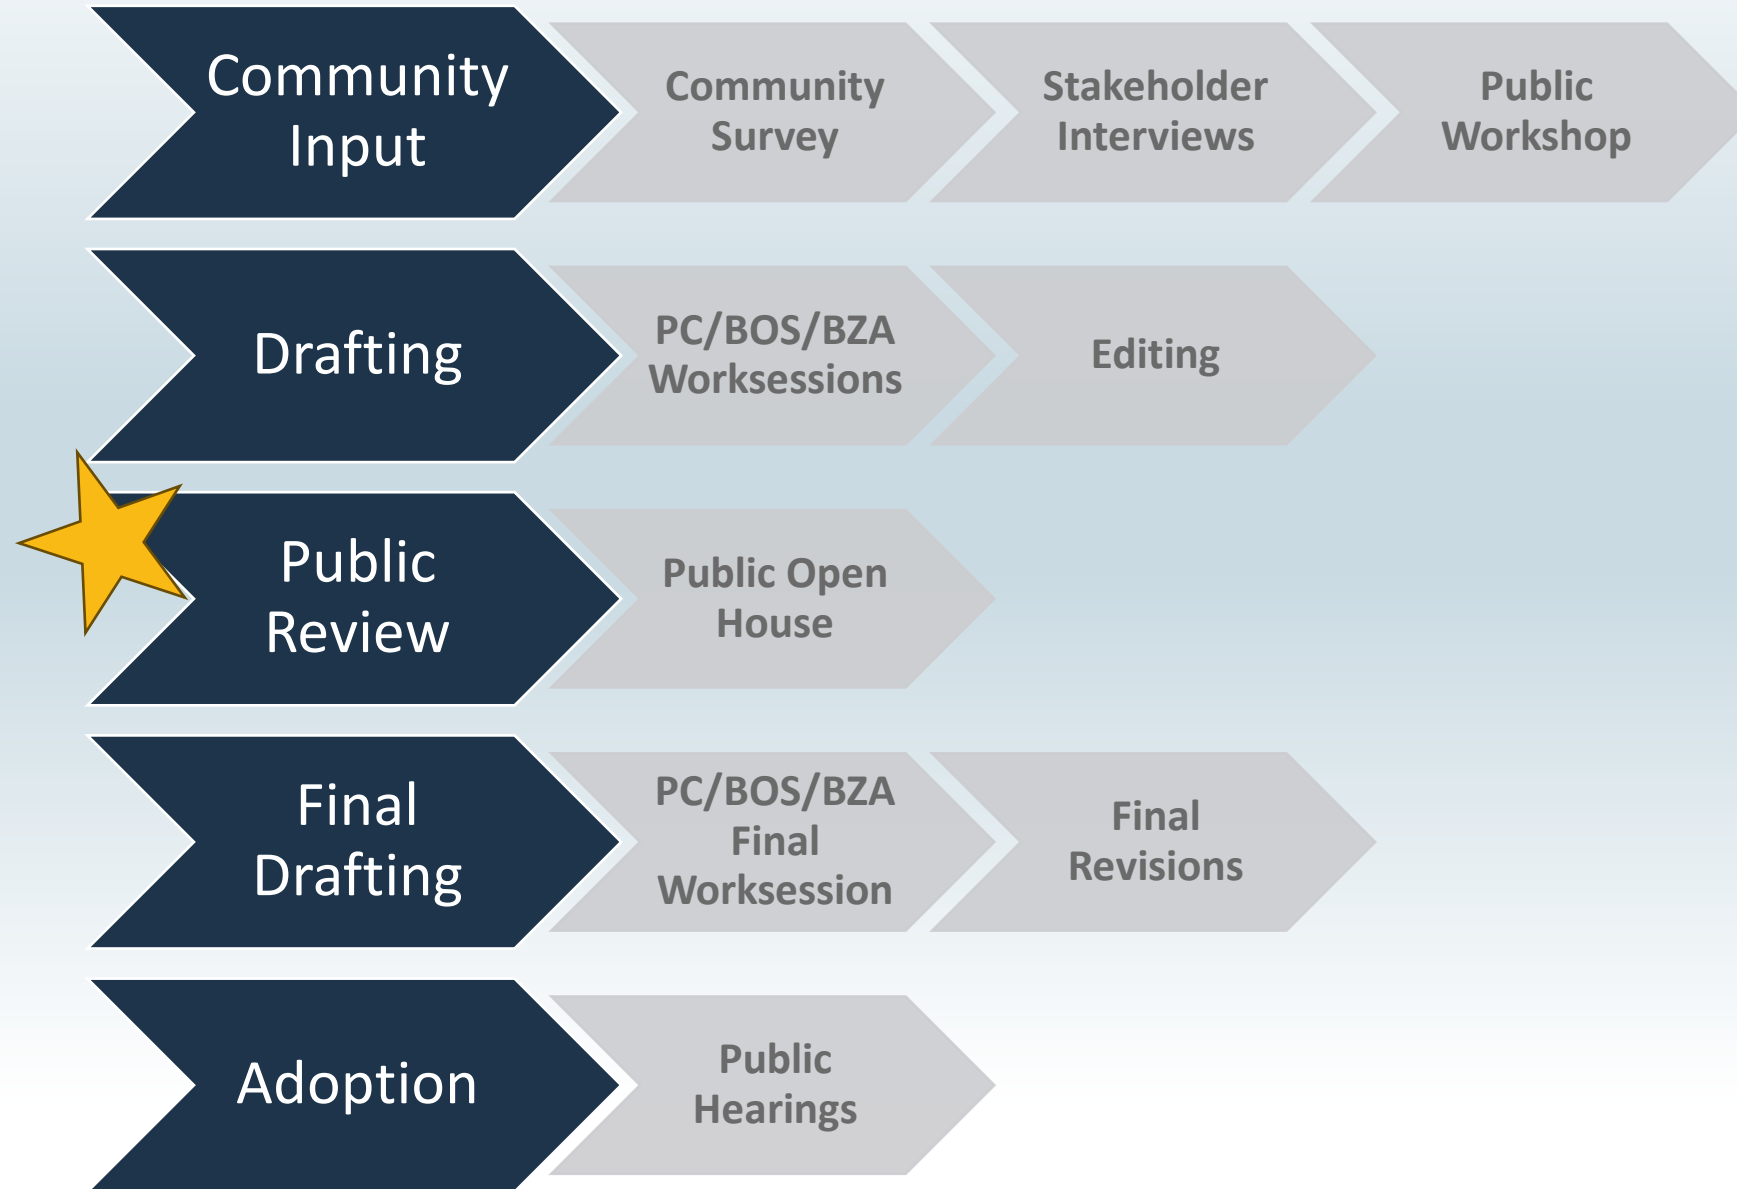 Community
Input
Community
Survey
Stakeholder
Interviews
Public
Workshop
Drafting
PC/BOS/BZA
Worksessions
Editing
Public
Review
Public Open
House
Final
Drafting
PC/BOS/BZA
Final
Worksession
Final
Revisions
Adoption
Public
Hearings